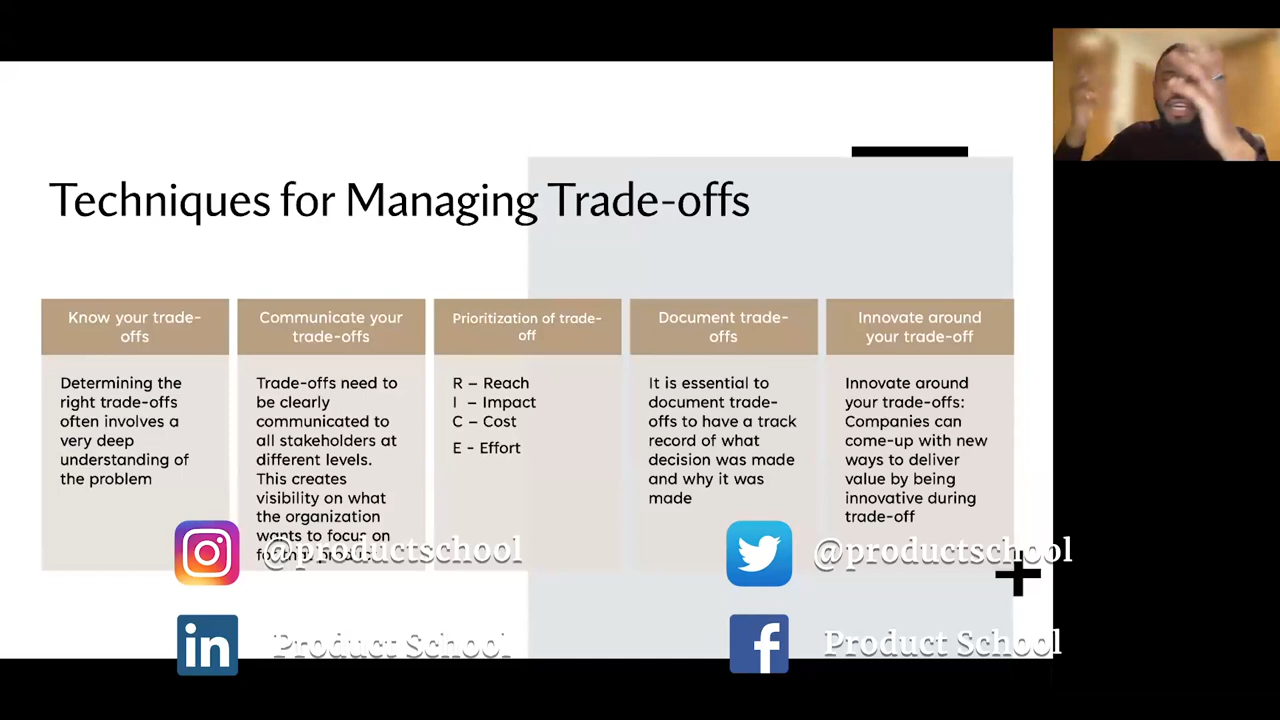 Techniques for Managing Trade-offs
Know your trade-
offs
Determining the
right trade-offs
often involves a
very deep
understanding of
the problem
Communicate your
trade-offs
Trade-offs need to
be clearly
communicated to
all stakeholders at
different levels.
This creates
visibility on what
the organization
wants to focus on
Prioritization of trade-
off
R – Reach
I – Impact
C – Cost
E - Effort
Document trade-
offs
It is essential to
document trade-
offs to have a track
record of what
decision was made
and why it was
made
Innovate around
your trade-off
Innovate around
your trade-offs:
Companies can
come-up with new
ways to deliver
value by being
innovative during
trade-off
@productschool
@productschool
in
Product School
f
Product School